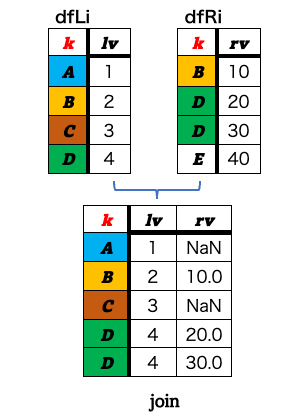 dfLi dfRi
k lv k rv
A 1 B 10
B 2 D 20
C 3 D 30
D 4 E 40
k lv rv
A 1 NaN
B 2 10.0
C 3 NaN
D 4 20.0
D 4 30.0
join